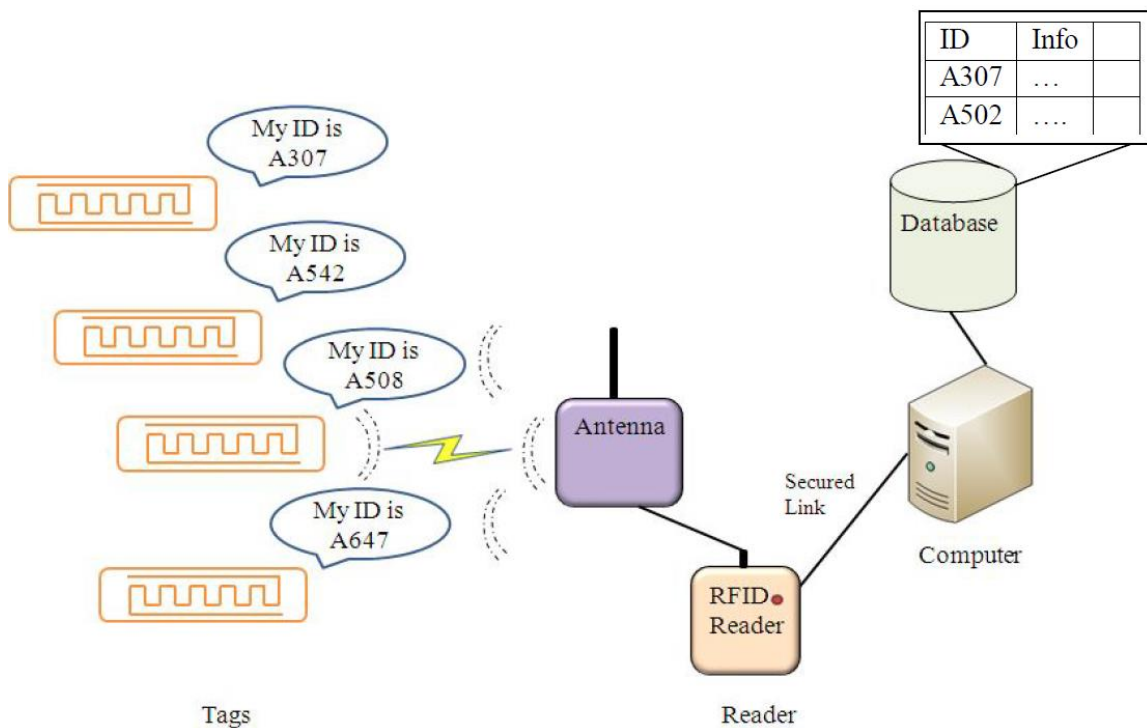 ID Info
A307 ...
A502 ....
My ID is
A307
My ID is
A542
Database
My ID is
A508
Antenna
Secured
Link
My ID is
A647
Computer
RFID
Reader
Tags
Reader